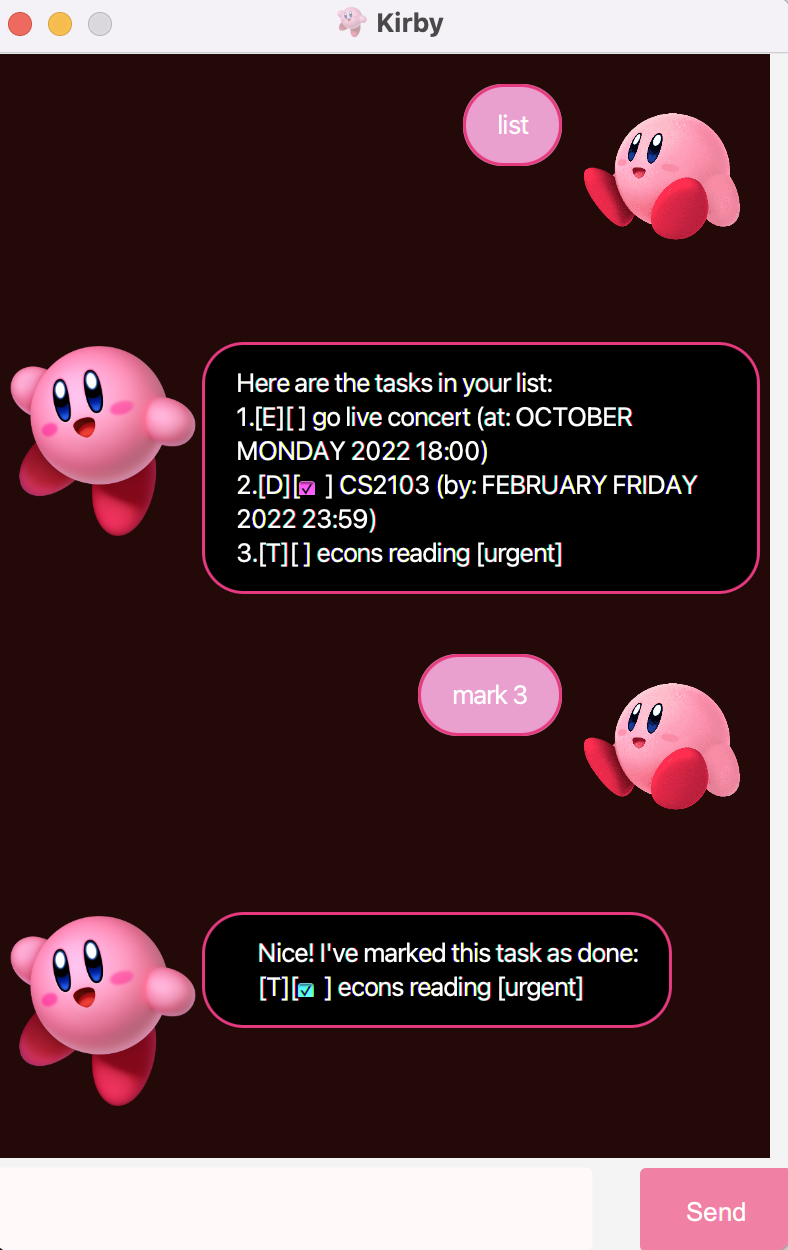 Kirby
list
Here are the tasks in your list:
1.[E][ ] go live concert (at: OCTOBER
MONDAY 2022 18:00)
2.[D][☑ ] CS2103 (by: FEBRUARY FRIDAY
2022 23:59)
3.[T][ ] econs reading [urgent]
mark 3
Nice! I've marked this task as done:
[T][☑ ] econs reading [urgent]
Send